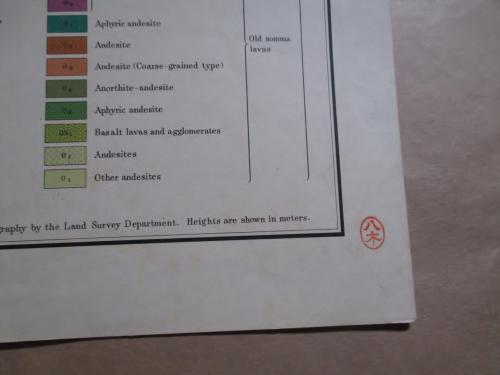 Aphyric andesite
Andesite
Andesite (Coarse-grained type)
Anorthite-andesite
Aphyric andesite
Basalt lavas and agglomerates
Andesites
Other andesites
Old somma
lavas
graphy by the Land Survey Department. Heights are shown in meters.
八木